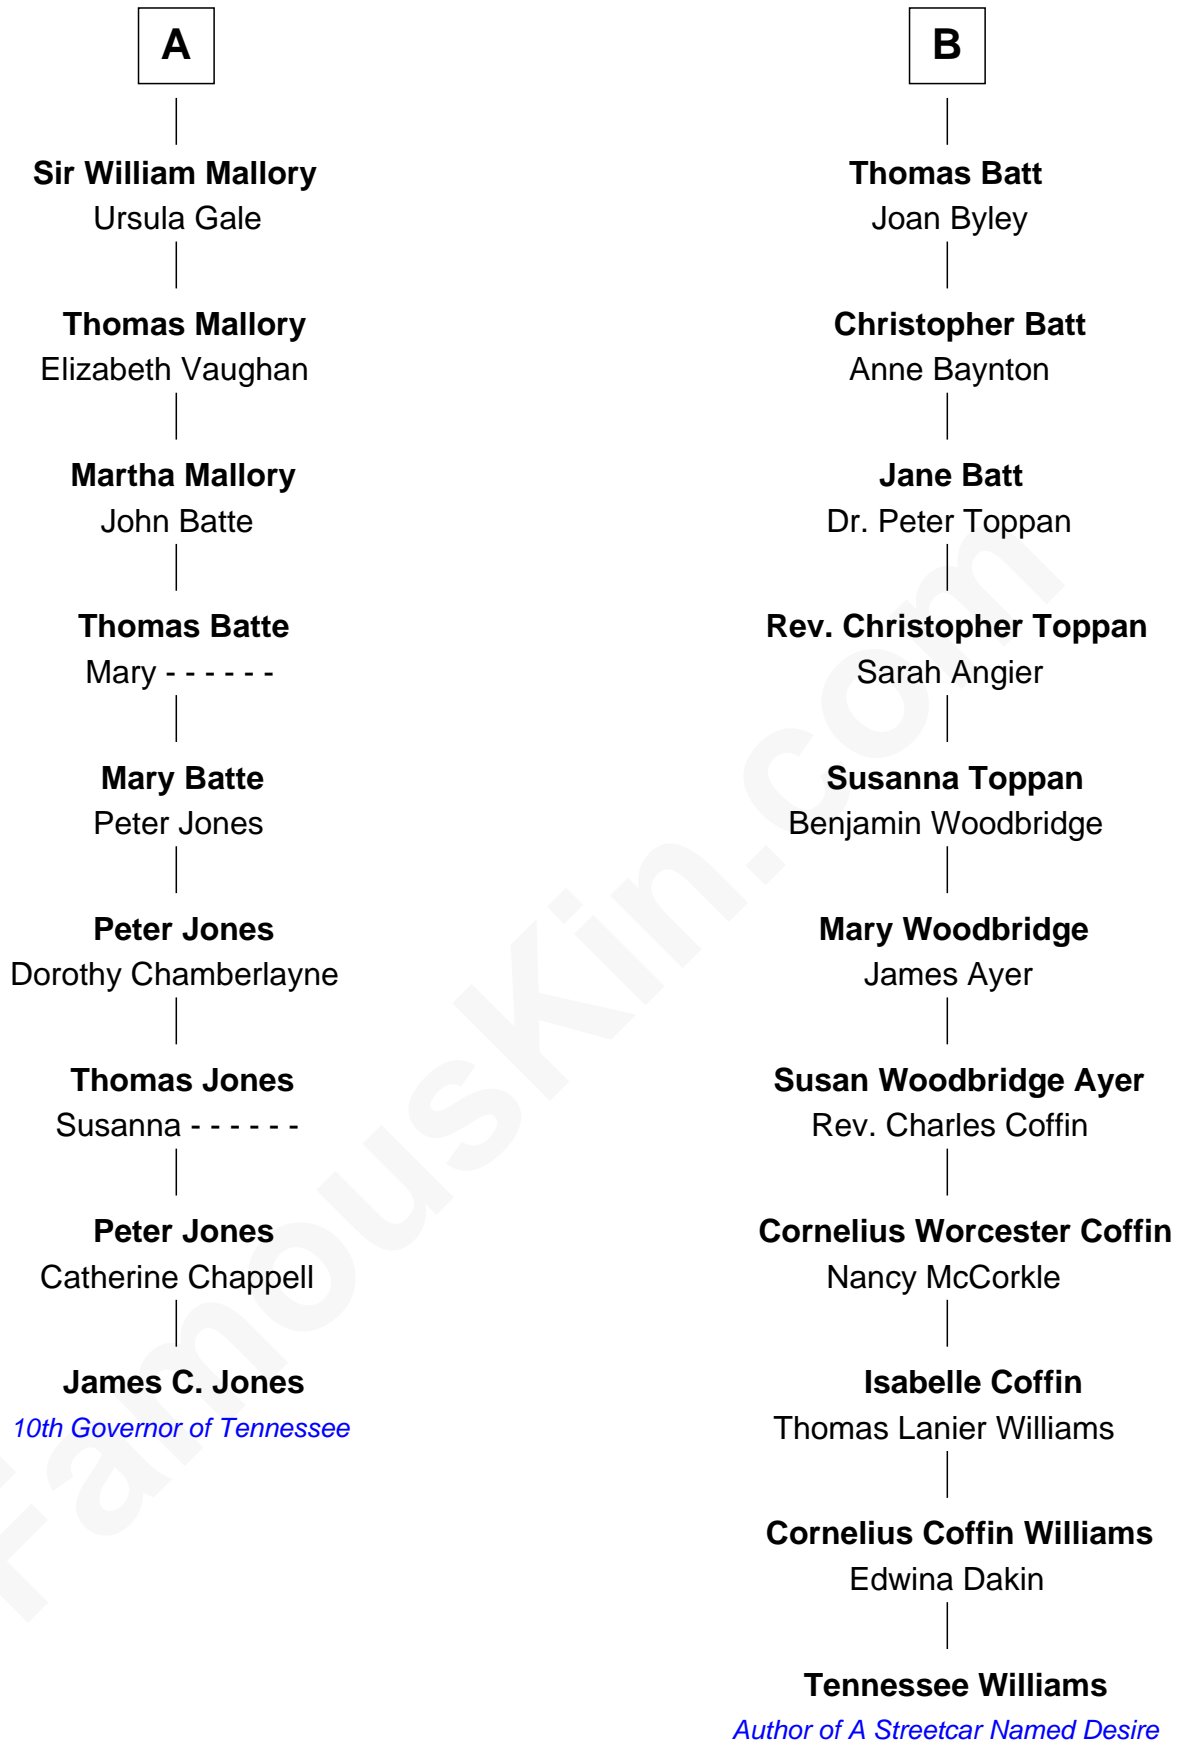 A
Sir William Mallory
Ursula Gale
Thomas Mallory
Elizabeth Vaughan
Martha Mallory
John Batte
Thomas Batte
Mary - - - - - -
Mary Batte
Peter Jones
Peter Jones
Dorothy Chamberlayne
Thomas Jones
Susanna - - - - - -
Peter Jones
Catherine Chappell
James C. Jones
10th Governor of Tennessee
B
Thomas Batt
Joan Byley
Christopher Batt
Anne Baynton
Jane Batt
Dr. Peter Toppan
Rev. Christopher Toppan
Sarah Angier
Susanna Toppan
Benjamin Woodbridge
Mary Woodbridge
James Ayer
Susan Woodbridge Ayer
Rev. Charles Coffin
Cornelius Worcester Coffin
Nancy McCorkle
Isabelle Coffin
Thomas Lanier Williams
Cornelius Coffin Williams
Edwina Dakin
Tennessee Williams
Author of A Streetcar Named Desire
FamousKin.com